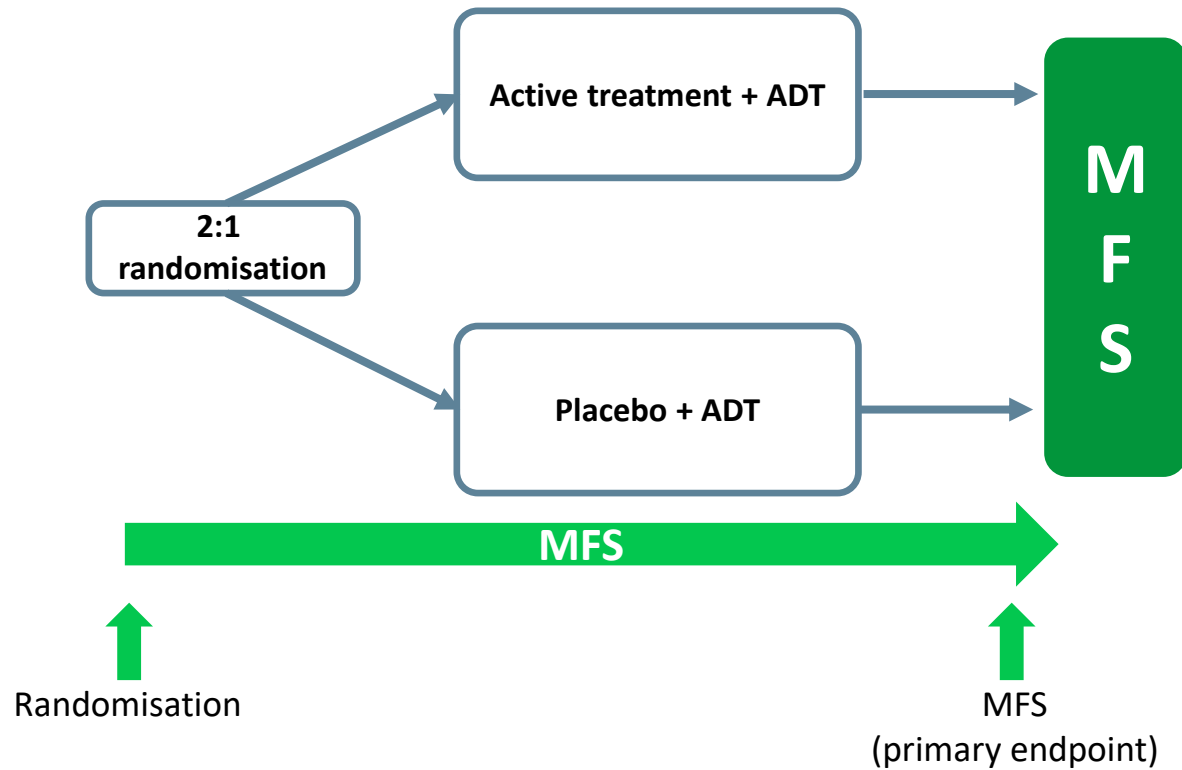 Active treatment + ADT
2:1
randomisation
Placebo + ADT
M
F
S
MFS
Randomisation
MFS
(primary endpoint)